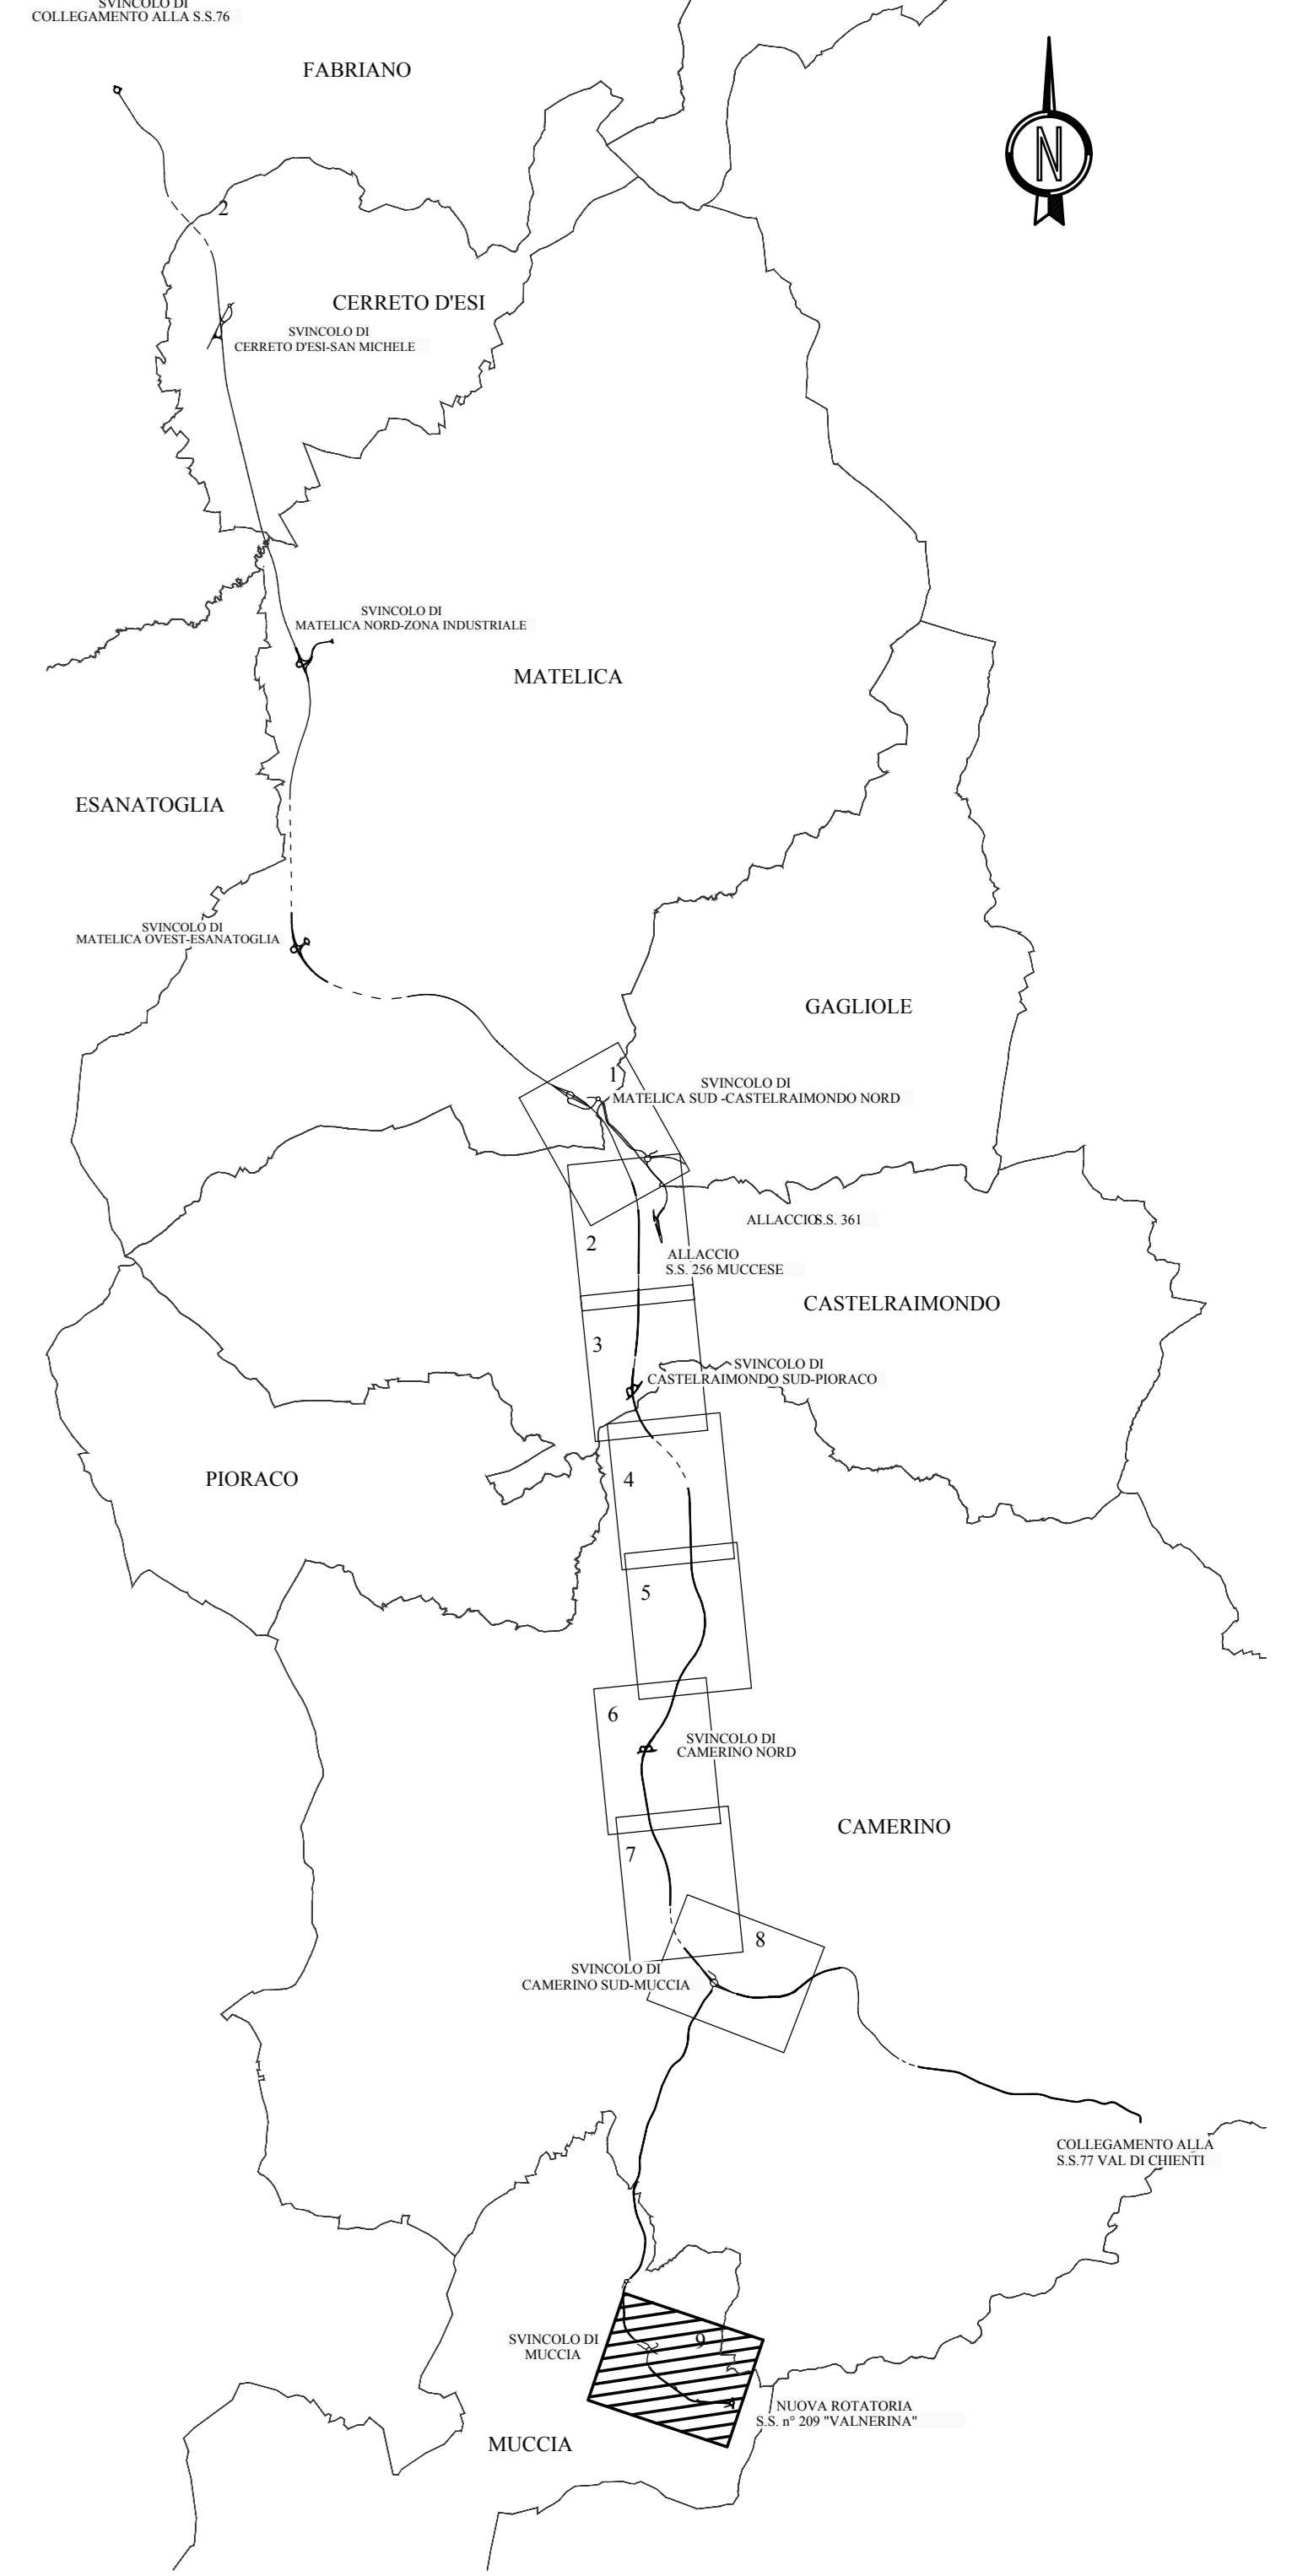 SVINCOLO DI
COLLEGAMENTO ALLA S.S.76
FABRIANO
N
2
CERRETO D'ESI
SVINCOLO DI
CERRETO D'ESI-SAN MICHELE
SVINCOLO DI
MATELICA NORD-ZONA INDUSTRIALE
MATELICA
ESANATOGLIA
SVINCOLO DI
MATELICA OVEST-ESANATOGLIA
GAGLIOLE
1
SVINCOLO DI
MATELICA SUD -CASTELRAIMONDO NORD
ALLACCIO S.S. 361
2
ALLACCIO
S.S. 256 MUCCESE
CASTELRAIMONDO
3
SVINCOLO DI
CASTELRAIMONDO SUD-PIORACO
PIORACO
4
5
6
SVINCOLO DI
CAMERINO NORD
CAMERINO
7
8
SVINCOLO DI
CAMERINO SUD-MUCCIA
COLLEGAMENTO ALLA
S.S.77 VAL DI CHIENTI
SVINCOLO DI
MUCCIA
9
NUOVA ROTATORIA
S.S. n° 209 "VALNERINA"
MUCCIA